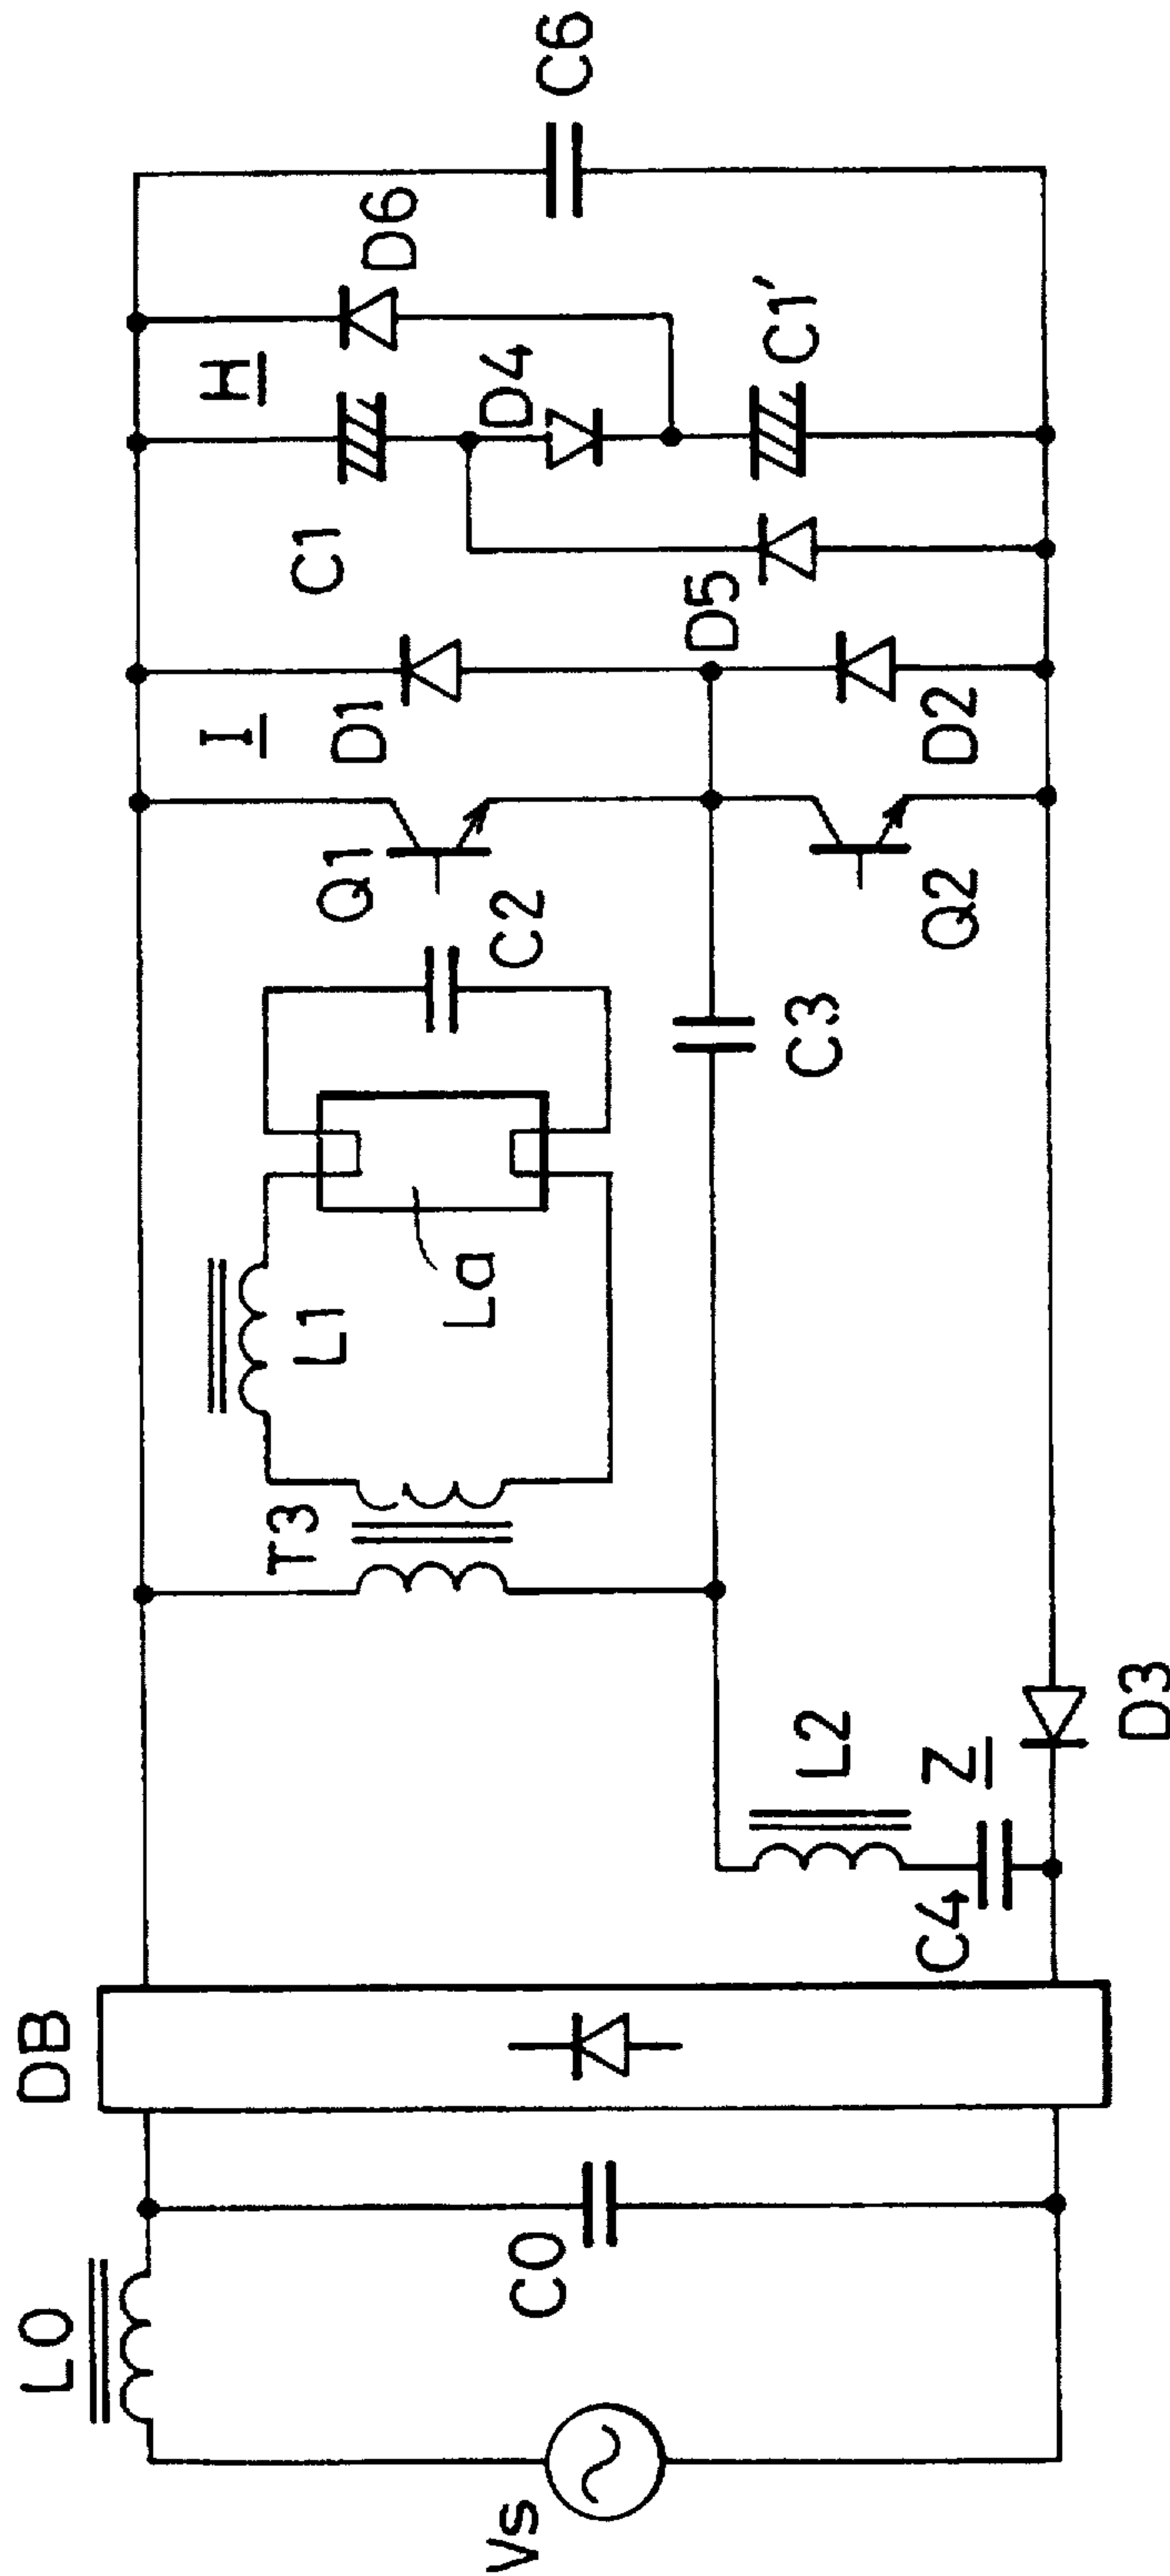 Vs
L0
C0
DB
C4
L2
Z
D3
T3
L1
La
C2
C3
Q1
Q2
I
D1
D2
C1
D5
H
D4
D6
C1′
C6